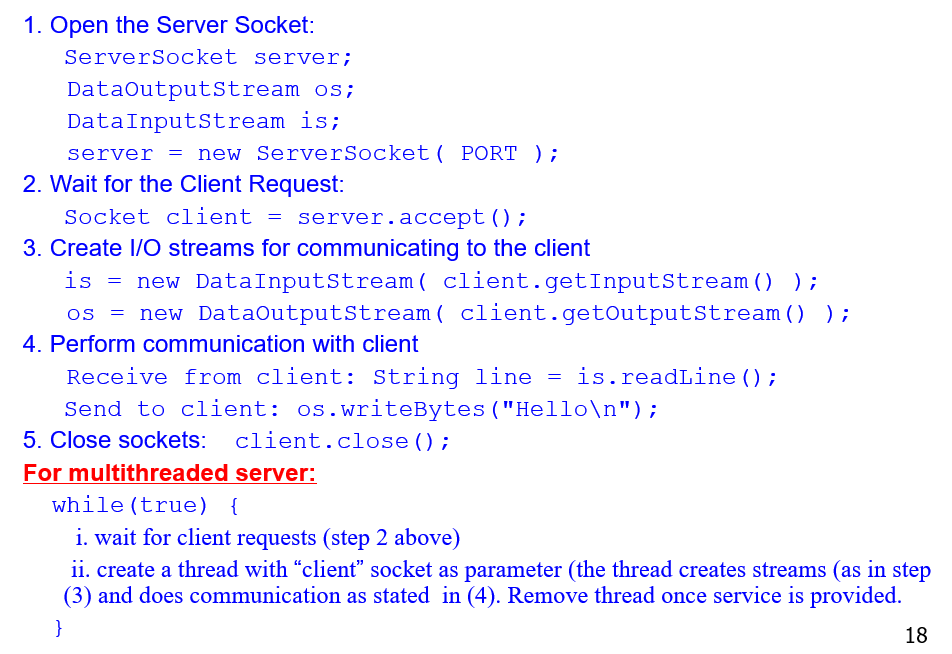 1. Open the Server Socket:
ServerSocket server;
DataOutputStream os;
DataInputStream is;
server = new ServerSocket( PORT );
2. Wait for the Client Request:
Socket client = server.accept();
3. Create I/O streams for communicating to the client
is = new DataInputStream( client.getInputStream() );
os = new DataOutputStream( client.getOutputStream() );
4. Perform communication with client
Receive from client: String line = is.readLine();
Send to client: os.writeBytes("Hello\n");
5. Close sockets: client.close();
For multithreaded server:
while(true) {
i. wait for client requests (step 2 above)
ii. create a thread with “client” socket as parameter (the thread creates streams (as in step
(3) and does communication as stated in (4). Remove thread once service is provided.
}
18